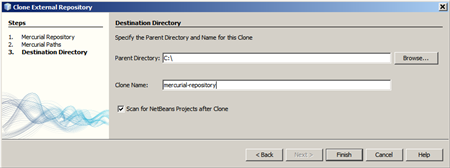 Clone External Repository
Steps
1. Mercurial Repository
2. Mercurial Paths
3. Destination Directory
Destination Directory
Specify the Parent Directory and Name for this Clone
Parent Directory: C:\ Browse...
Clone Name: mercurial-repository
Scan for NetBeans Projects after Clone
< Back Next > Finish Cancel Help